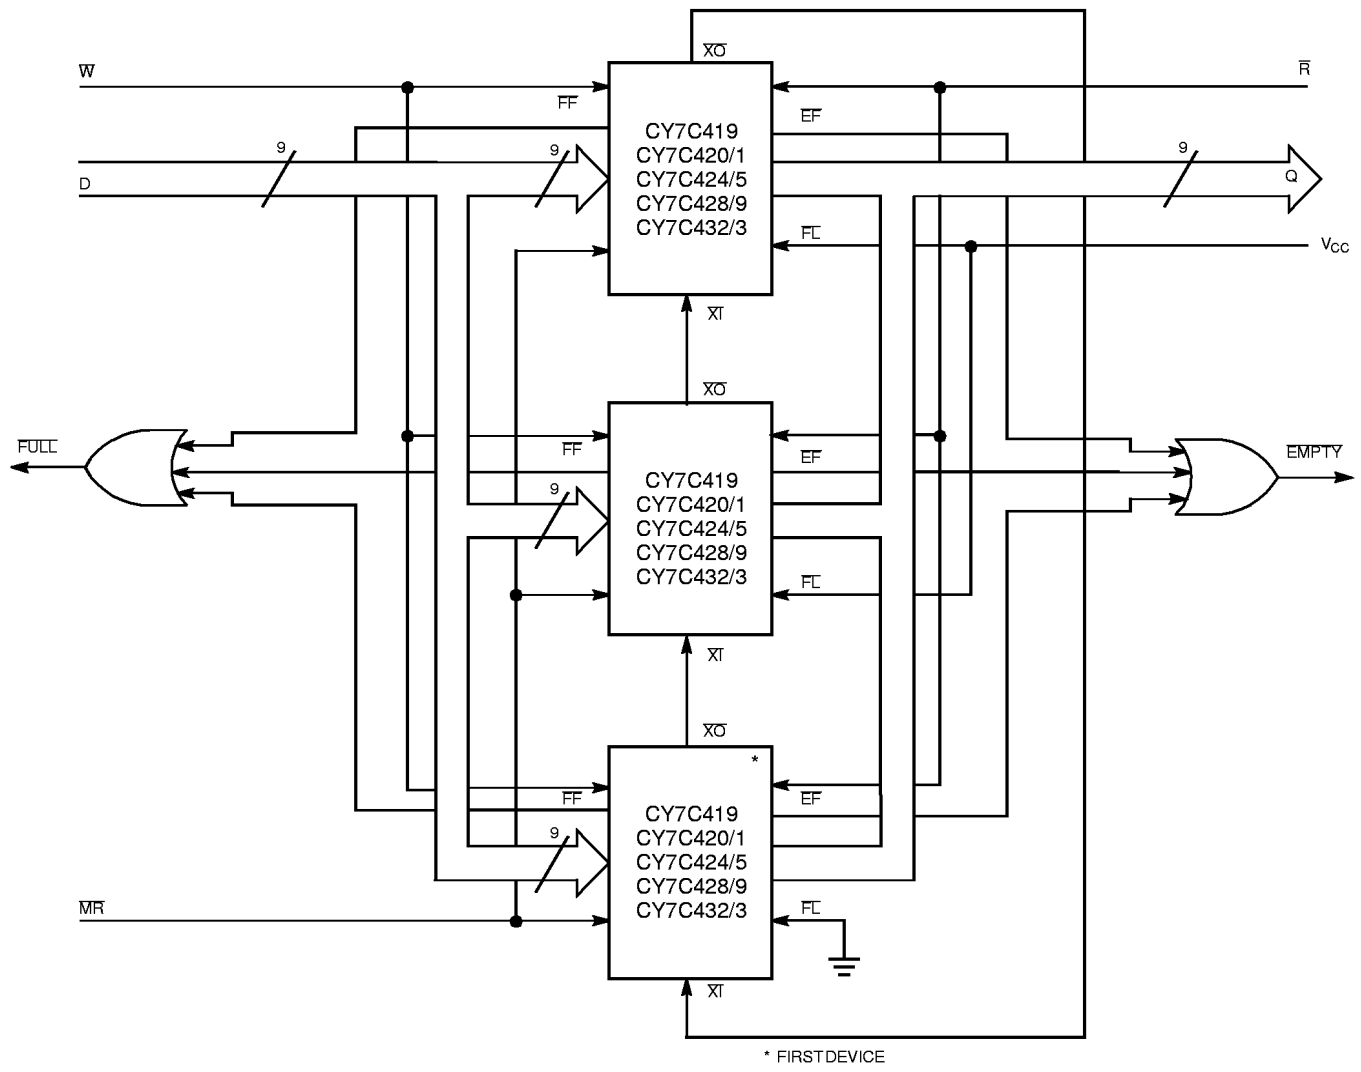 XO
W
R
FF
EF
CY7C419
CY7C420/1
CY7C424/5
CY7C428/9
CY7C432/3
9
9
9
D
Q
FL
VCC
XI
XO
FULL
FF
EF
EMPTY
CY7C419
CY7C420/1
CY7C424/5
CY7C428/9
CY7C432/3
9
FL
XI
XO
*
FF
EF
CY7C419
CY7C420/1
CY7C424/5
CY7C428/9
CY7C432/3
9
MR
FL
XI
* FIRST DEVICE